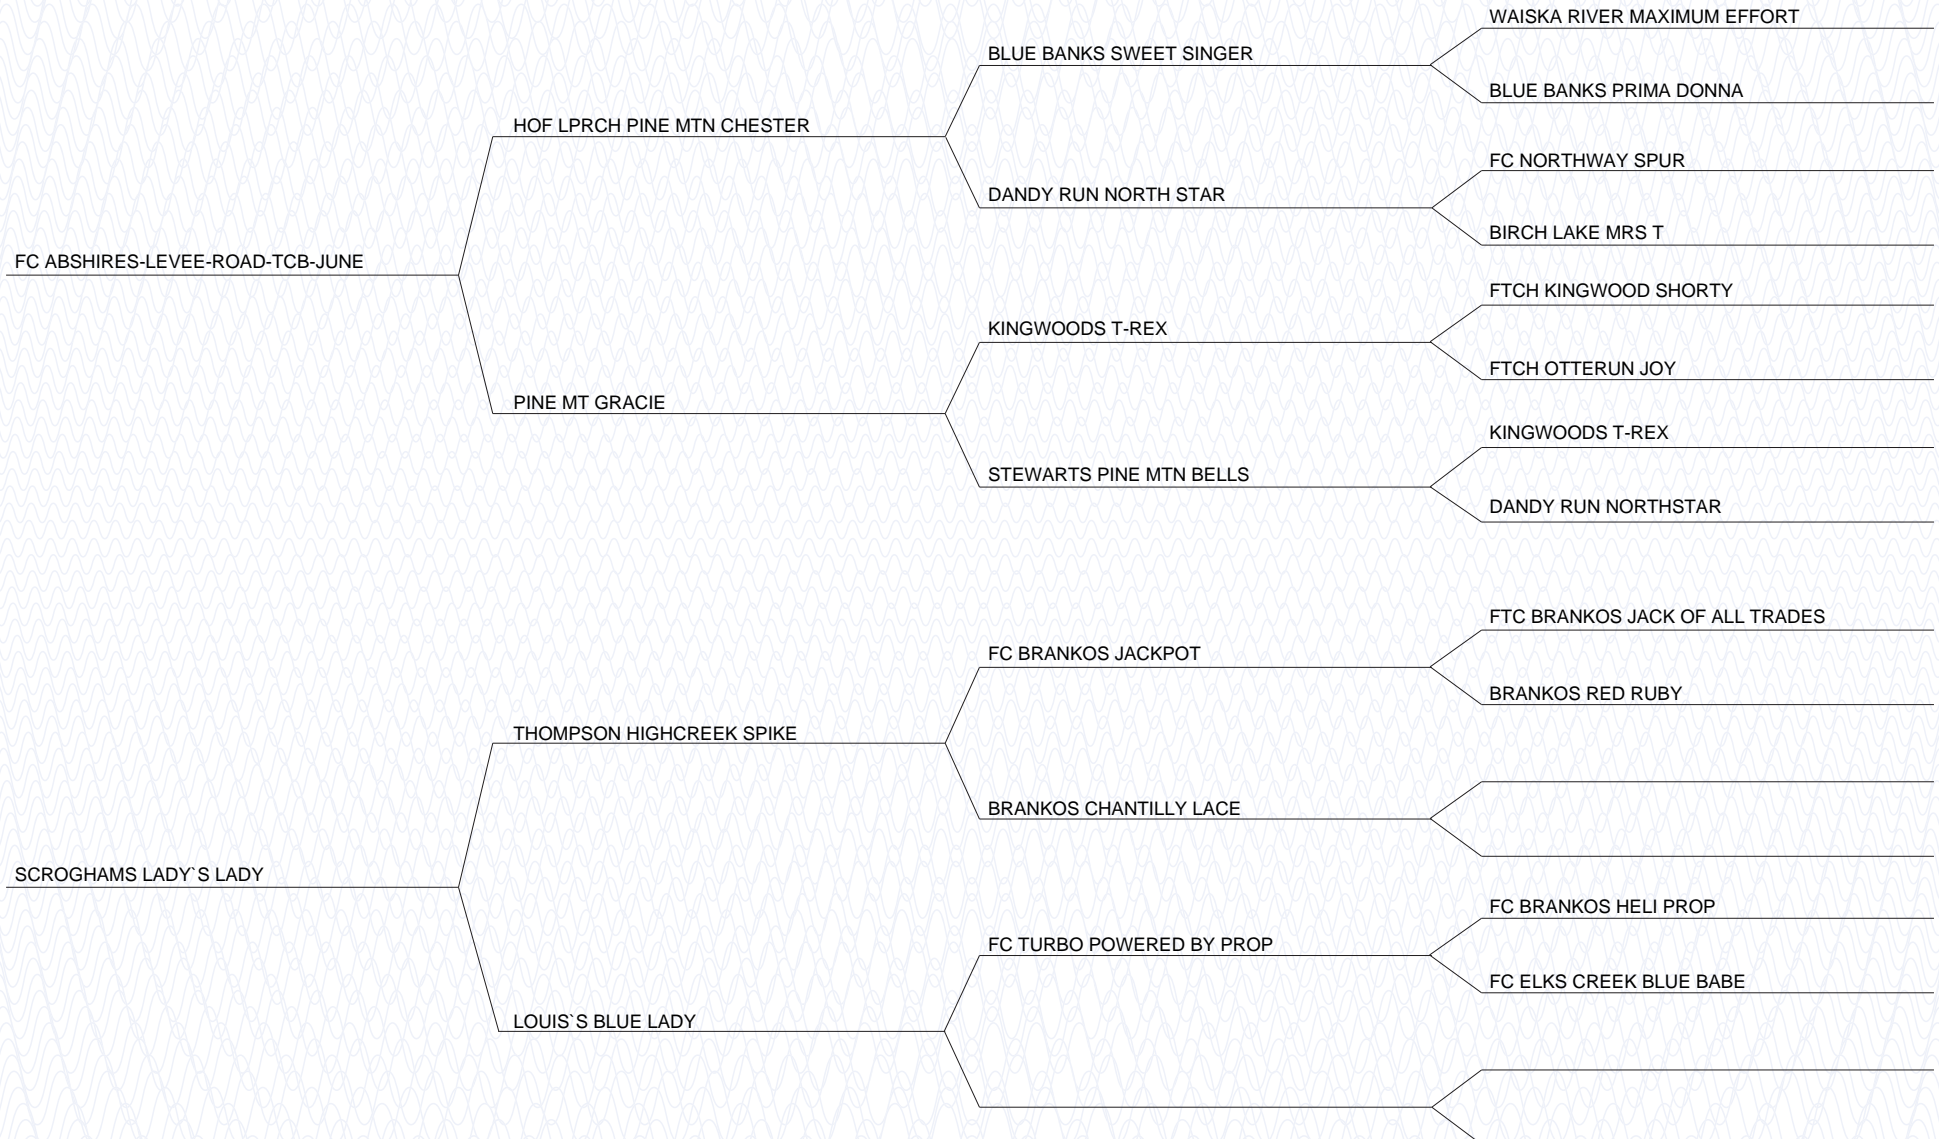 WAISKA RIVER MAXIMUM EFFORT
BLUE BANKS SWEET SINGER
BLUE BANKS PRIMA DONNA
HOF LPRCH PINE MTN CHESTER
FC NORTHWAY SPUR
DANDY RUN NORTH STAR
BIRCH LAKE MRS T
FC ABSHIRES-LEVEE-ROAD-TCB-JUNE
FTCH KINGWOOD SHORTY
KINGWOODS T-REX
FTCH OTTERUN JOY
PINE MT GRACIE
KINGWOODS T-REX
STEWARTS PINE MTN BELLS
DANDY RUN NORTHSTAR
FTC BRANKOS JACK OF ALL TRADES
FC BRANKOS JACKPOT
BRANKOS RED RUBY
THOMPSON HIGHCREEK SPIKE
BRANKOS CHANTILLY LACE
SCROGHAMS LADY`S LADY
FC BRANKOS HELI PROP
FC TURBO POWERED BY PROP
FC ELKS CREEK BLUE BABE
LOUIS`S BLUE LADY